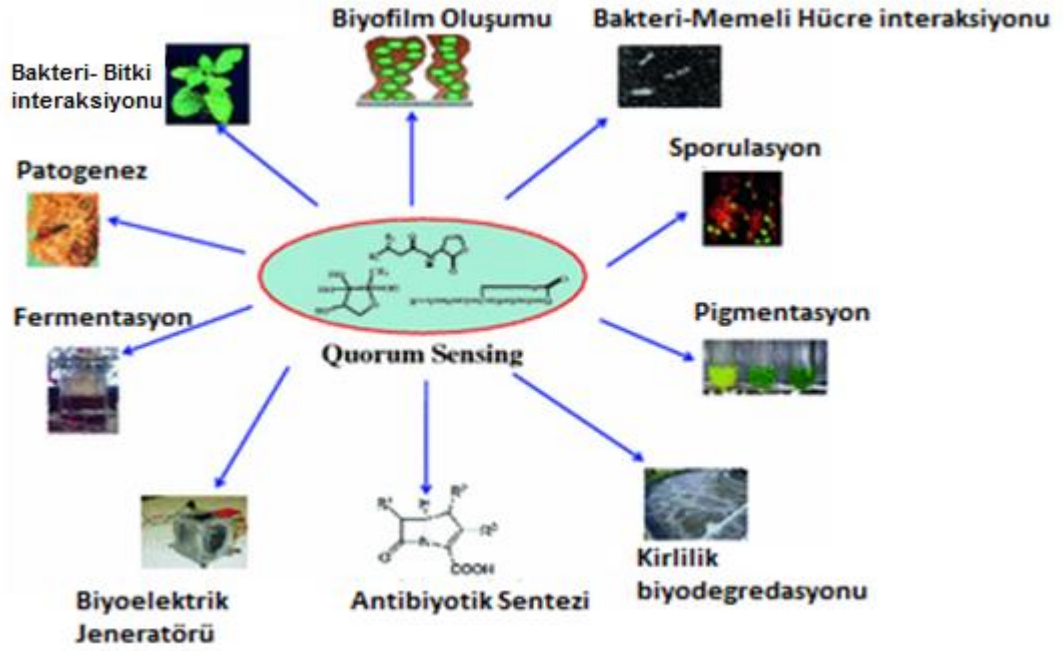 Biyofilm Oluşumu
Bakteri-Memeli Hücre interaksiyonu
Bakteri- Bitki
interaksiyonu
Sporulasyon
Patogenez
Fermentasyon
Pigmentasyon
Quorum Sensing
Kirlilik
biyodegredasyonu
Biyoelektrik
Jeneratörü
Antibiyotik Sentezi
COOH